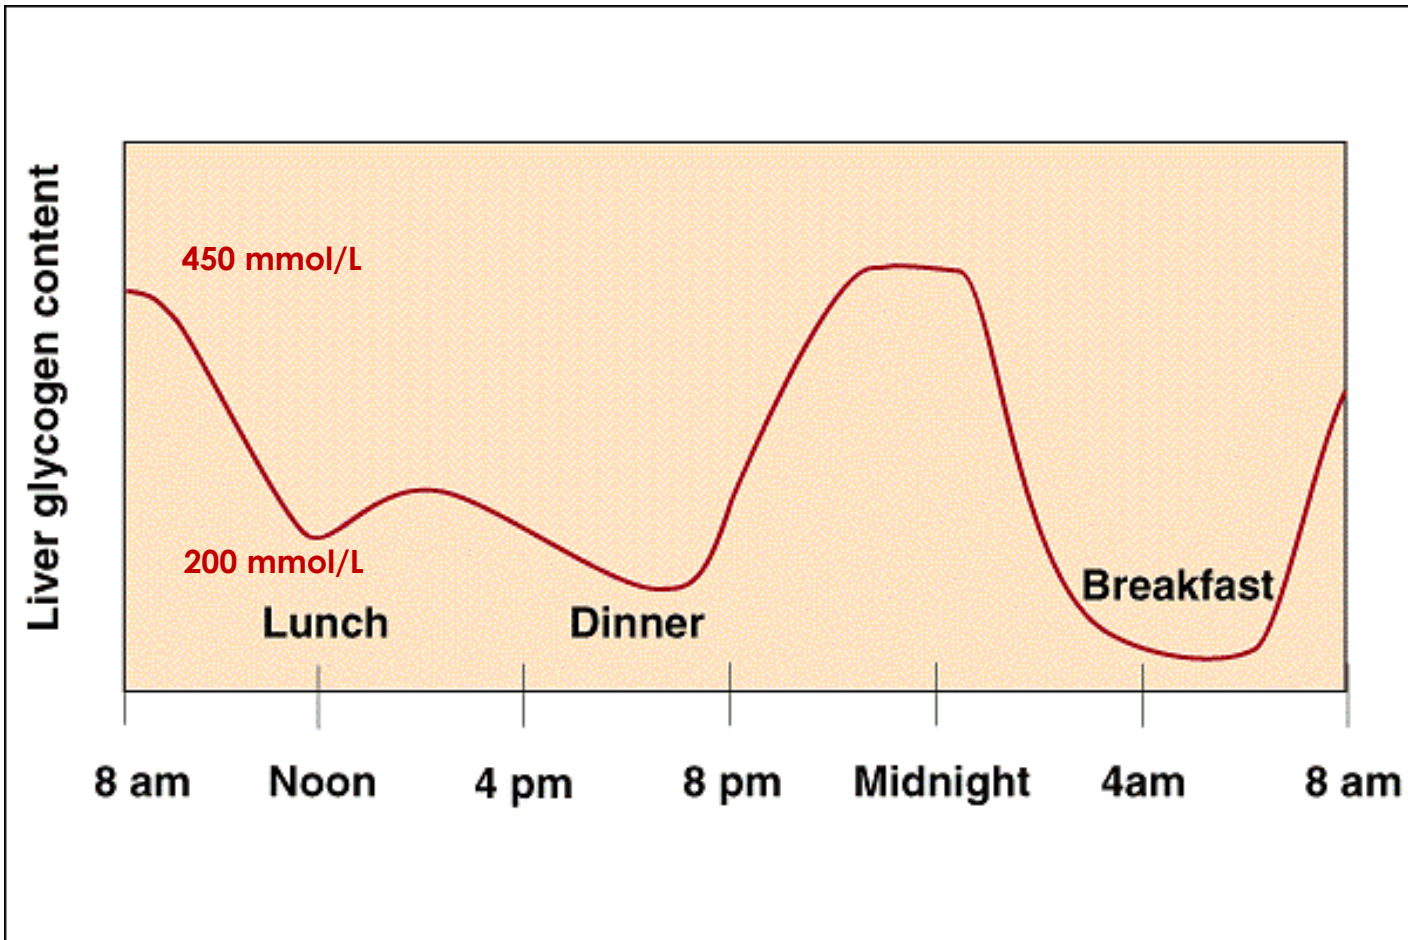 Liver glycogen content
450 mmol/L
200 mmol/L
Lunch
Dinner
Breakfast
8 am
Noon
4 pm
8 pm
Midnight
4am
8 am